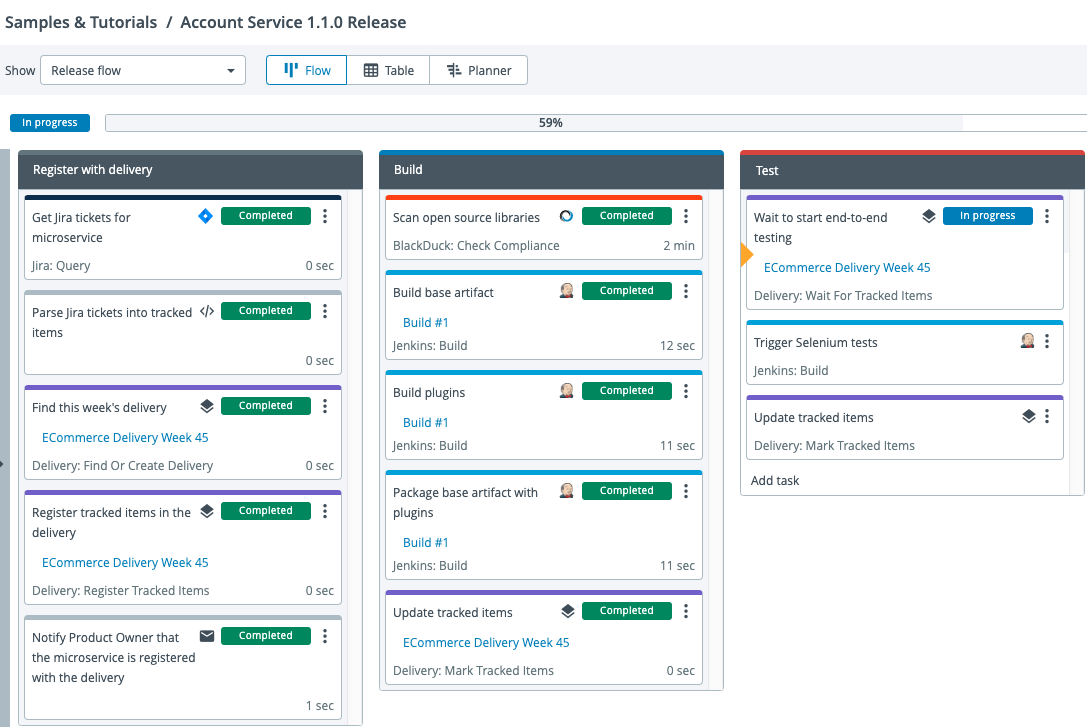 Samples & Tutorials / Account Service 1.1.0 Release
Show Release flow Flow Table Planner
In progress 59%
Register with delivery
Get Jira tickets for Completed
microservice
Jira: Query 0 sec
Parse Jira tickets into tracked </> Completed
items
0 sec
Find this week's delivery Completed
ECommerce Delivery Week 45
Delivery: Find Or Create Delivery 0 sec
Register tracked items in the Completed
delivery
ECommerce Delivery Week 45
Delivery: Register Tracked Items 0 sec
Notify Product Owner that Completed
the microservice is registered
with the delivery
1 sec
Build
Scan open source libraries Completed
BlackDuck: Check Compliance 2 min
Build base artifact Completed
Build #1
Jenkins: Build 12 sec
Build plugins Completed
Build #1
Jenkins: Build 11 sec
Package base artifact with Completed
plugins
Build #1
Jenkins: Build 11 sec
Update tracked items Completed
ECommerce Delivery Week 45
Delivery: Mark Tracked Items 0 sec
Test
Wait to start end-to-end In progress
testing
ECommerce Delivery Week 45
Delivery: Wait For Tracked Items
Trigger Selenium tests
Jenkins: Build
Update tracked items
Delivery: Mark Tracked Items
Add task